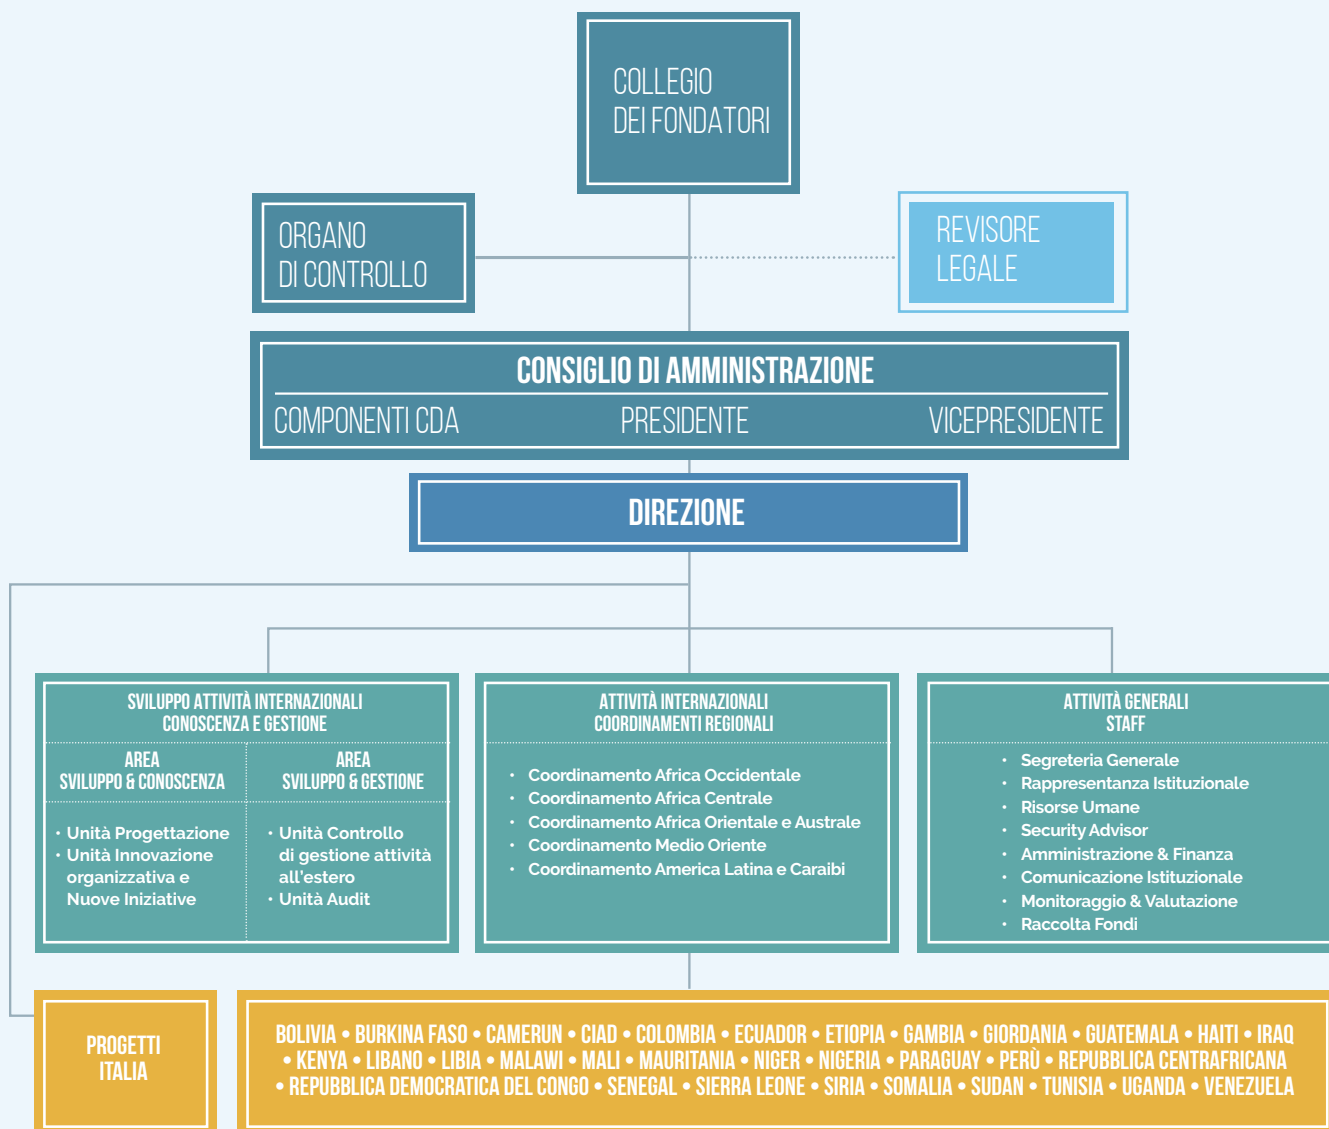 COLLEGIO
DEI FONDATORI
ORGANO
DI CONTROLLO
REVISORE
LEGALE
CONSIGLIO DI AMMINISTRAZIONE
COMPONENTI CDA PRESIDENTE VICEPRESIDENTE
DIREZIONE
SVILUPPO ATTIVITÀ INTERNAZIONALI
CONOSCENZA E GESTIONE
AREA
SVILUPPO & CONOSCENZA
• Unità Progettazione
• Unità Innovazione
organizzativa e
Nuove Iniziative
AREA
SVILUPPO & GESTIONE
• Unità Controllo
di gestione attività
all'estero
• Unità Audit
ATTIVITÀ INTERNAZIONALI
COORDINAMENTI REGIONALI
• Coordinamento Africa Occidentale
• Coordinamento Africa Centrale
• Coordinamento Africa Orientale e Australe
• Coordinamento Medio Oriente
• Coordinamento America Latina e Caraibi
ATTIVITÀ GENERALI
STAFF
• Segreteria Generale
• Rappresentanza Istituzionale
• Risorse Umane
• Security Advisor
• Amministrazione & Finanza
• Comunicazione Istituzionale
• Monitoraggio & Valutazione
• Raccolta Fondi
PROGETTI
ITALIA
BOLIVIA • BURKINA FASO • CAMERUN • CIAD • COLOMBIA • ECUADOR • ETIOPIA • GAMBIA • GIORDANIA • GUATEMALA • HAITI • IRAQ
• KENYA • LIBANO • LIBIA • MALAWI • MALI • MAURITANIA • NIGER • NIGERIA • PARAGUAY • PERÙ • REPUBBLICA CENTRAFRICANA
• REPUBBLICA DEMOCRATICA DEL CONGO • SENEGAL • SIERRA LEONE • SIRIA • SOMALIA • SUDAN • TUNISIA • UGANDA • VENEZUELA